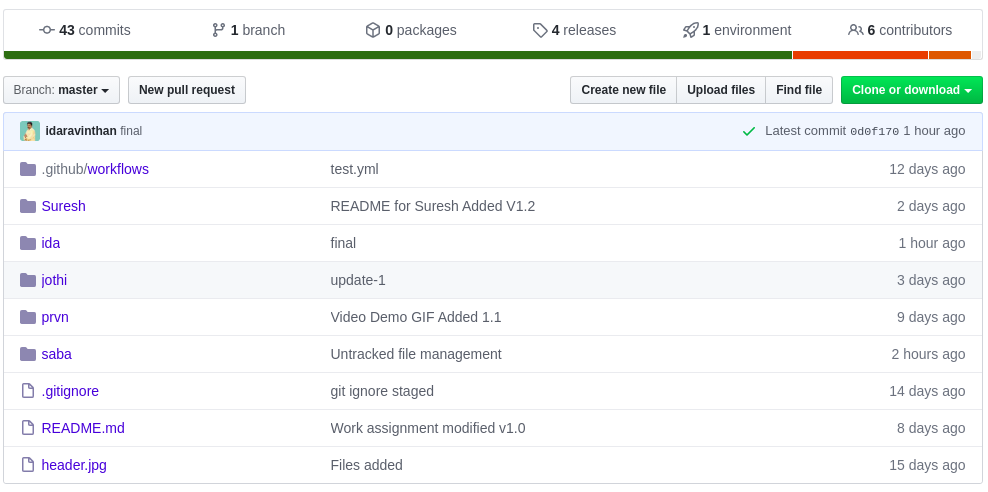 43 commits 1 branch 0 packages 4 releases 1 environment 6 contributors
Branch: master New pull request Create new file Upload files Find file Clone or download
idaravinthan final Latest commit 0d0f170 1 hour ago
.github/workflows test.yml 12 days ago
Suresh README for Suresh Added V1.2 2 days ago
ida final 1 hour ago
jothi update-1 3 days ago
prvn Video Demo GIF Added 1.1 9 days ago
saba Untracked file management 2 hours ago
.gitignore git ignore staged 14 days ago
README.md Work assignment modified v1.0 8 days ago
header.jpg Files added 15 days ago